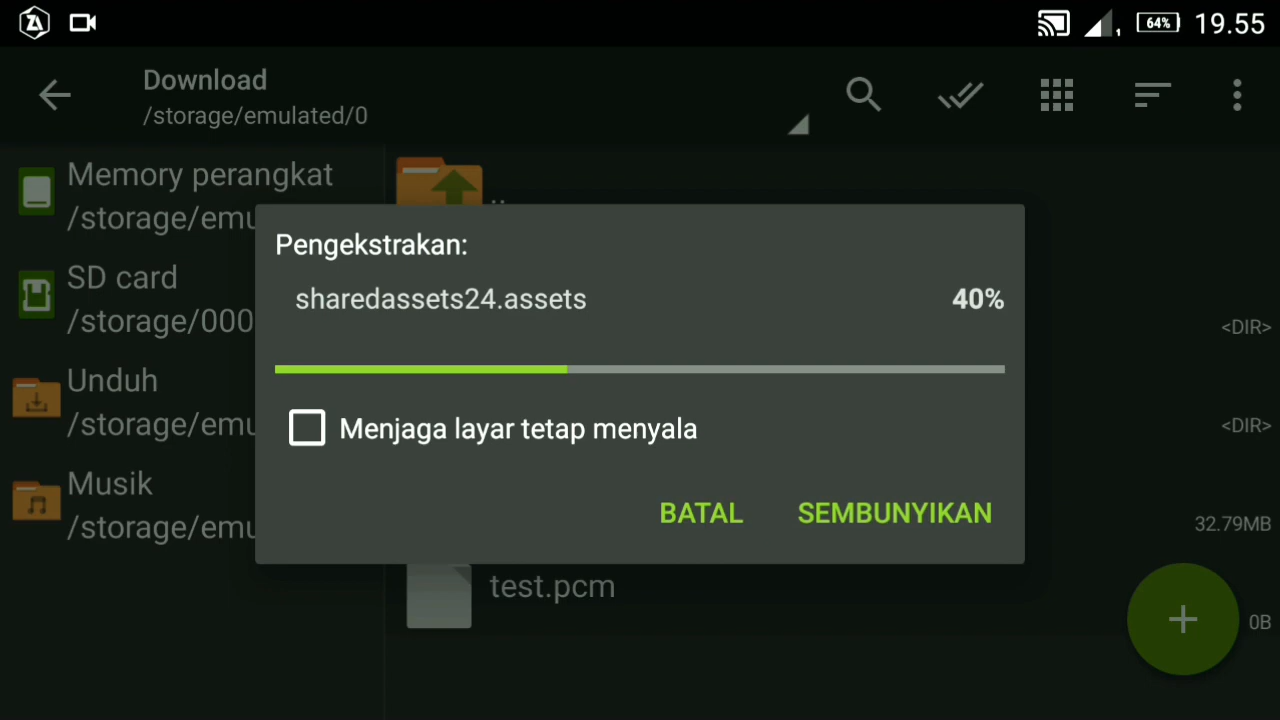 64%
1
19.55
Download
/storage/emulated/0
Memory perangkat
/storage/emu
SD card
/storage/000
<DIR>
Unduh
/storage/emu
<DIR>
Musik
/storage/emu
32.79MB
..
Pengekstrakan:
sharedassets24.assets
40%
Menjaga layar tetap menyala
BATAL
SEMBUNYIKAN
test.pcm
0B